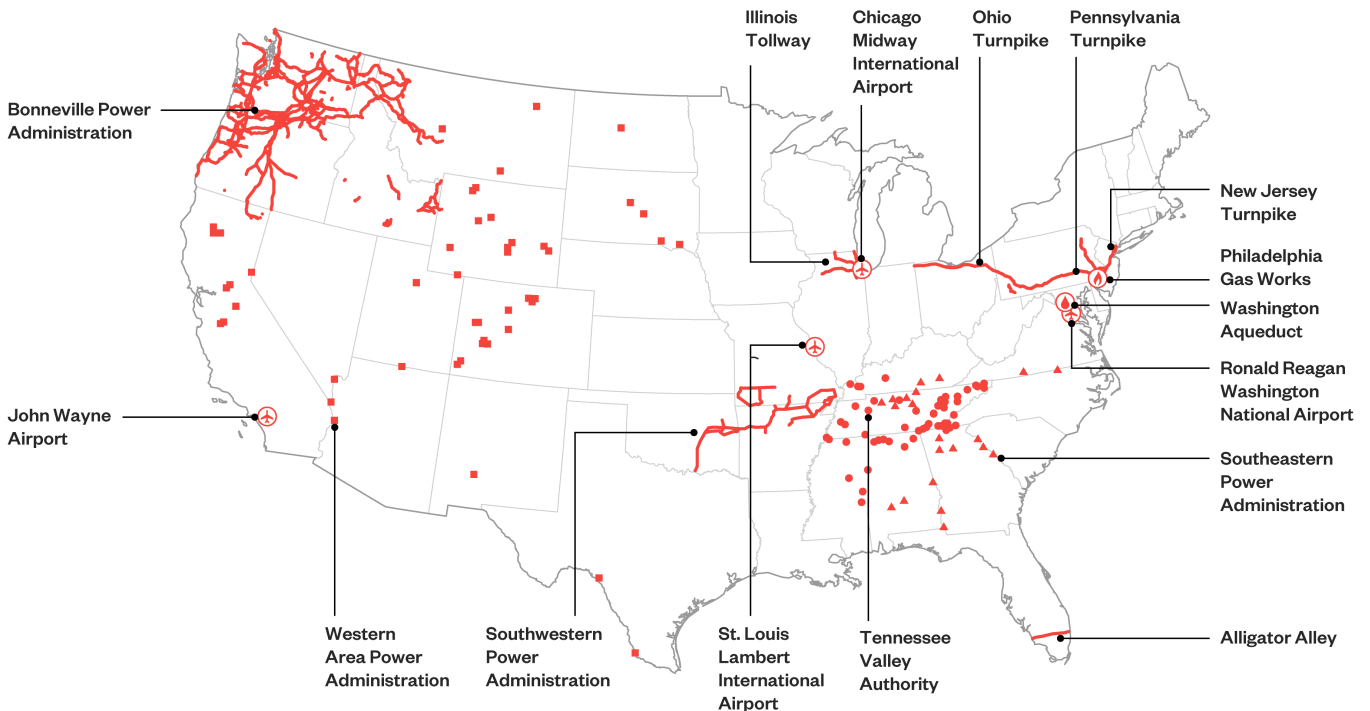 Illinois
Tollway
Chicago
Midway
International
Airport
Ohio
Turnpike
Pennsylvania
Turnpike
Bonneville Power
Administration
New Jersey
Turnpike
Philadelphia
Gas Works
Washington
Aqueduct
Ronald Reagan
Washington
National Airport
John Wayne
Airport
Southeastern
Power
Administration
Western
Area Power
Administration
Southwestern
Power
Administration
St. Louis
Lambert
International
Airport
Tennessee
Valley
Authority
Alligator Alley